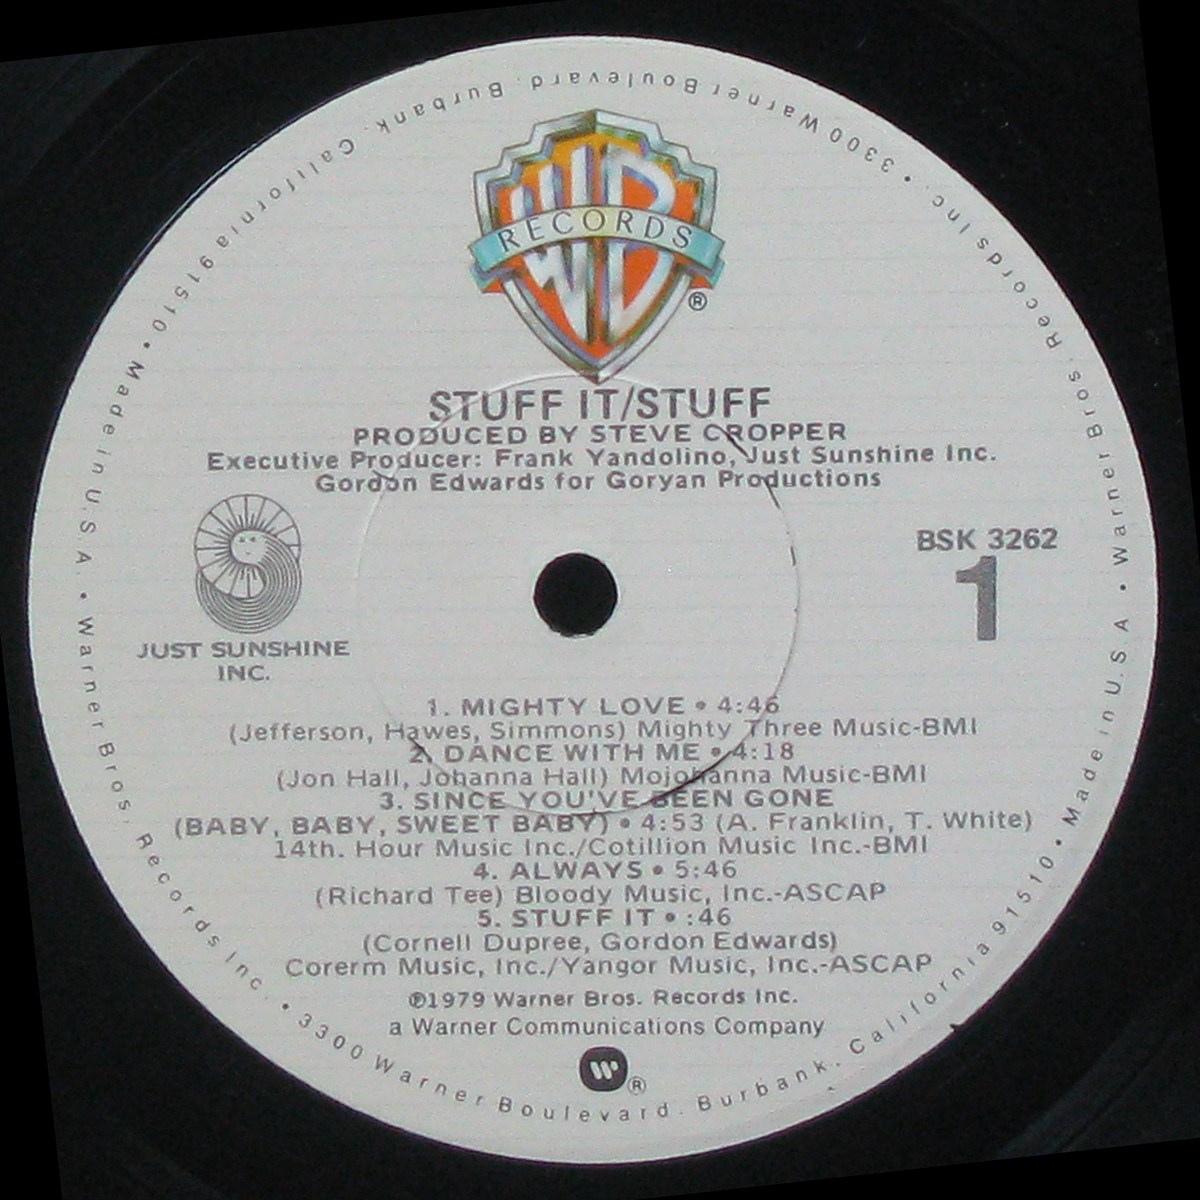 WB
RECORDS
®
STUFF IT/STUFF
PRODUCED BY STEVE CROPPER
Executive Producer: Frank Yandolino, Just Sunshine Inc.
Gordon Edwards for Goryan Productions
JUST SUNSHINE
INC.
BSK 3262
1
1. MIGHTY LOVE • 4:46
(Jefferson, Hawes, Simmons) Mighty Three Music-BMI
2. DANCE WITH ME • 4:18
(Jon Hall, Johanna Hall) Mojohanna Music-BMI
3. SINCE YOU'VE BEEN GONE
(BABY, BABY, SWEET BABY) • 4:53 (A. Franklin, T. White)
14th. Hour Music Inc./Cotillion Music Inc.-BMI
4. ALWAYS • 5:46
(Richard Tee) Bloody Music, Inc.-ASCAP
5. STUFF IT • :46
(Cornell Dupree, Gordon Edwards)
Corerm Music, Inc./Yangor Music, Inc.-ASCAP
℗1979 Warner Bros. Records Inc.
a Warner Communications Company
W ®
Warner Bros. Records Inc. • 3300 Warner Boulevard. Burbank. California 91510 • Made in U.S.A. •
Warner Bros. Records Inc. • 3300 Warner Boulevard. Burbank. California 91510 • Made in U.S.A. •